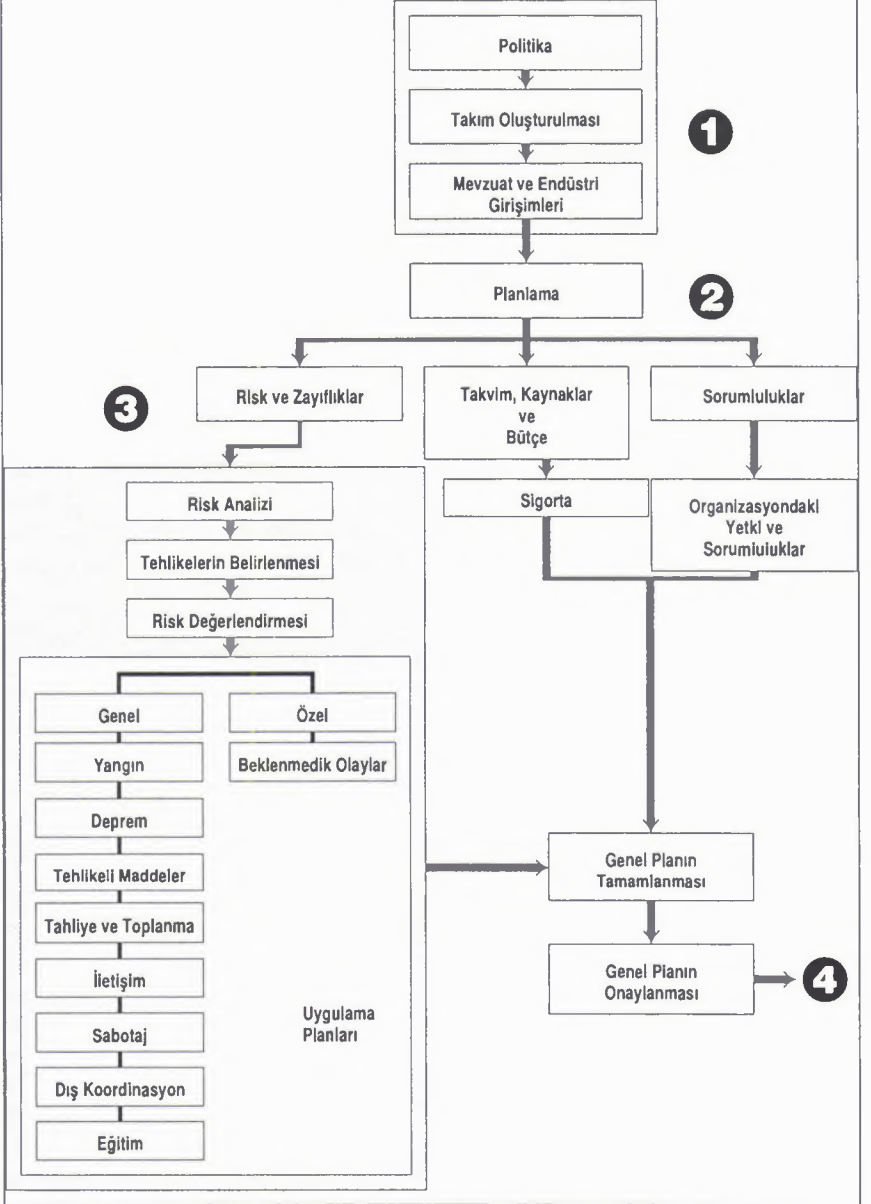 Politika
Takım Oluşturulması
1
Mevzuat ve Endüstri
Girişimleri
Planlama
2
3
Risk ve Zayıflıklar
Takvim, Kaynaklar
ve
Bütçe
Sorumluluklar
Risk Analizi
Sigorta
Organizasyondaki
Yetki ve
Sorumluluklar
Tehlikelerin Belirlenmesi
Risk Değerlendirmesi
Genel
Özel
Yangın
Beklenmedik Olaylar
Deprem
Tehlikeli Maddeler
Tahliye ve Toplanma
İletişim
Sabotaj
Dış Koordinasyon
Eğitim
Uygulama
Planları
Genel Planın
Tamamlanması
Genel Planın
Onaylanması
4